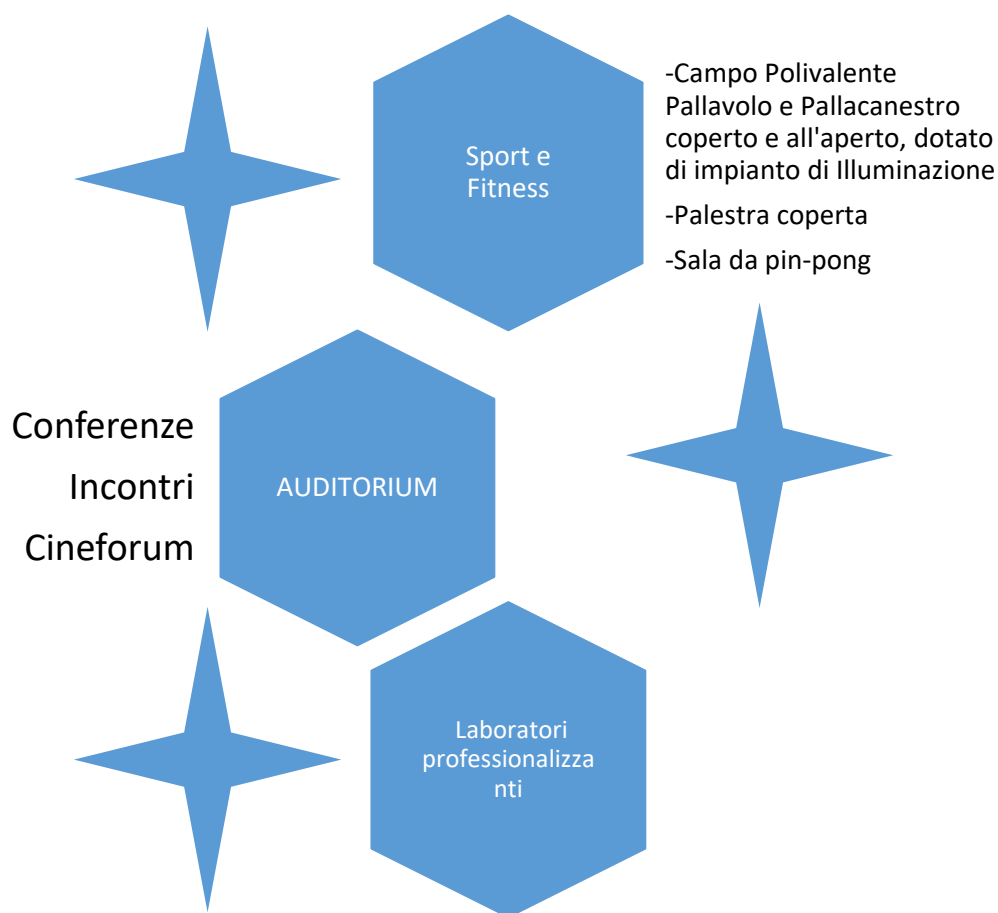 Sport e
Fitness
-Campo Polivalente
Pallavolo e Pallacanestro
coperto e all'aperto, dotato
di impianto di Illuminazione
-Palestra coperta
-Sala da pin-pong
Conferenze
Incontri
Cineforum
AUDITORIUM
Laboratori
professionalizza
nti